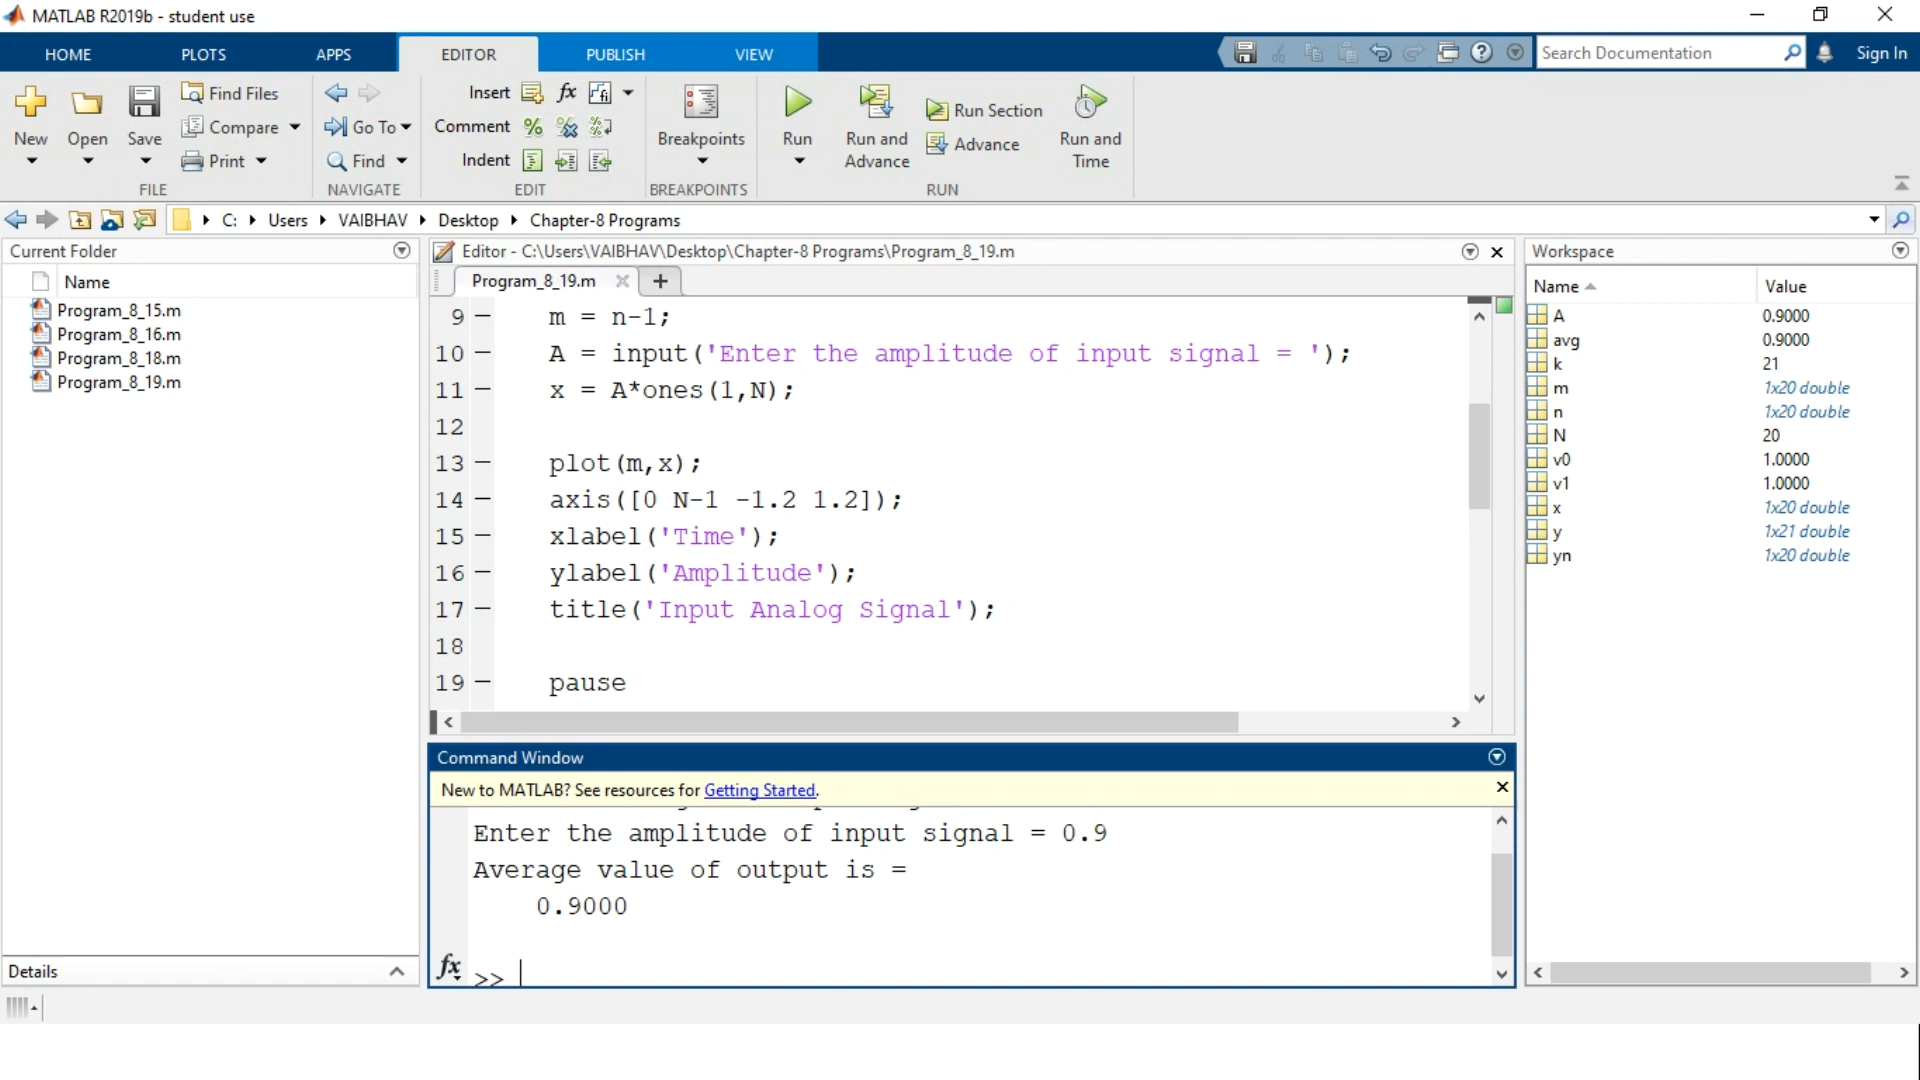 MATLAB R2019b - student use
HOME PLOTS APPS EDITOR PUBLISH VIEW Search Documentation Sign In
New Open Save Find Files Compare Print FILE
Go To Find NAVIGATE
Insert fx Comment Indent EDIT
Breakpoints BREAKPOINTS
Run Run and Advance Run Section Advance Run and Time RUN
C: Users VAIBHAV Desktop Chapter-8 Programs
Current Folder
Name
Program_8_15.m
Program_8_16.m
Program_8_18.m
Program_8_19.m
Details
Editor - C:\Users\VAIBHAV\Desktop\Chapter-8 Programs\Program_8_19.m
Program_8_19.m +
9 – m = n-1;
10 – A = input('Enter the amplitude of input signal = ');
11 – x = A*ones(1,N);
12
13 – plot(m,x);
14 – axis([0 N-1 -1.2 1.2]);
15 – xlabel('Time');
16 – ylabel('Amplitude');
17 – title('Input Analog Signal');
18
19 – pause
Command Window
New to MATLAB? See resources for Getting Started.
Enter the amplitude of input signal = 0.9
Average value of output is =
0.9000
fx >>
Workspace
Name Value
A 0.9000
avg 0.9000
k 21
m 1x20 double
n 1x20 double
N 20
v0 1.0000
v1 1.0000
x 1x20 double
y 1x21 double
yn 1x20 double